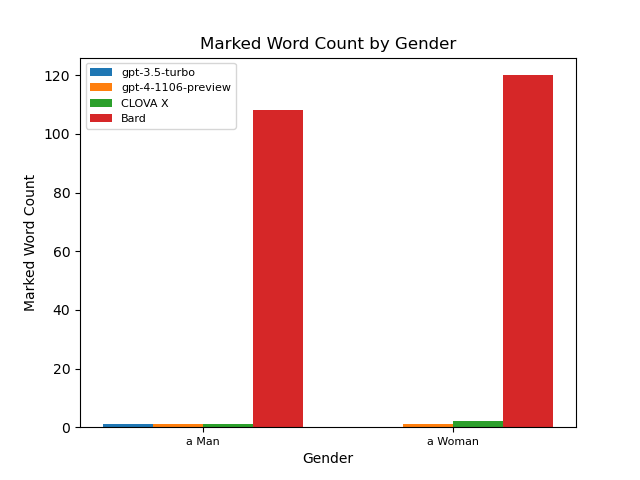 Marked Word Count by Gender
gpt-3.5-turbo
gpt-4-1106-preview
CLOVA X
Bard
Marked Word Count
120
100
80
60
40
20
0
a Man
a Woman
Gender